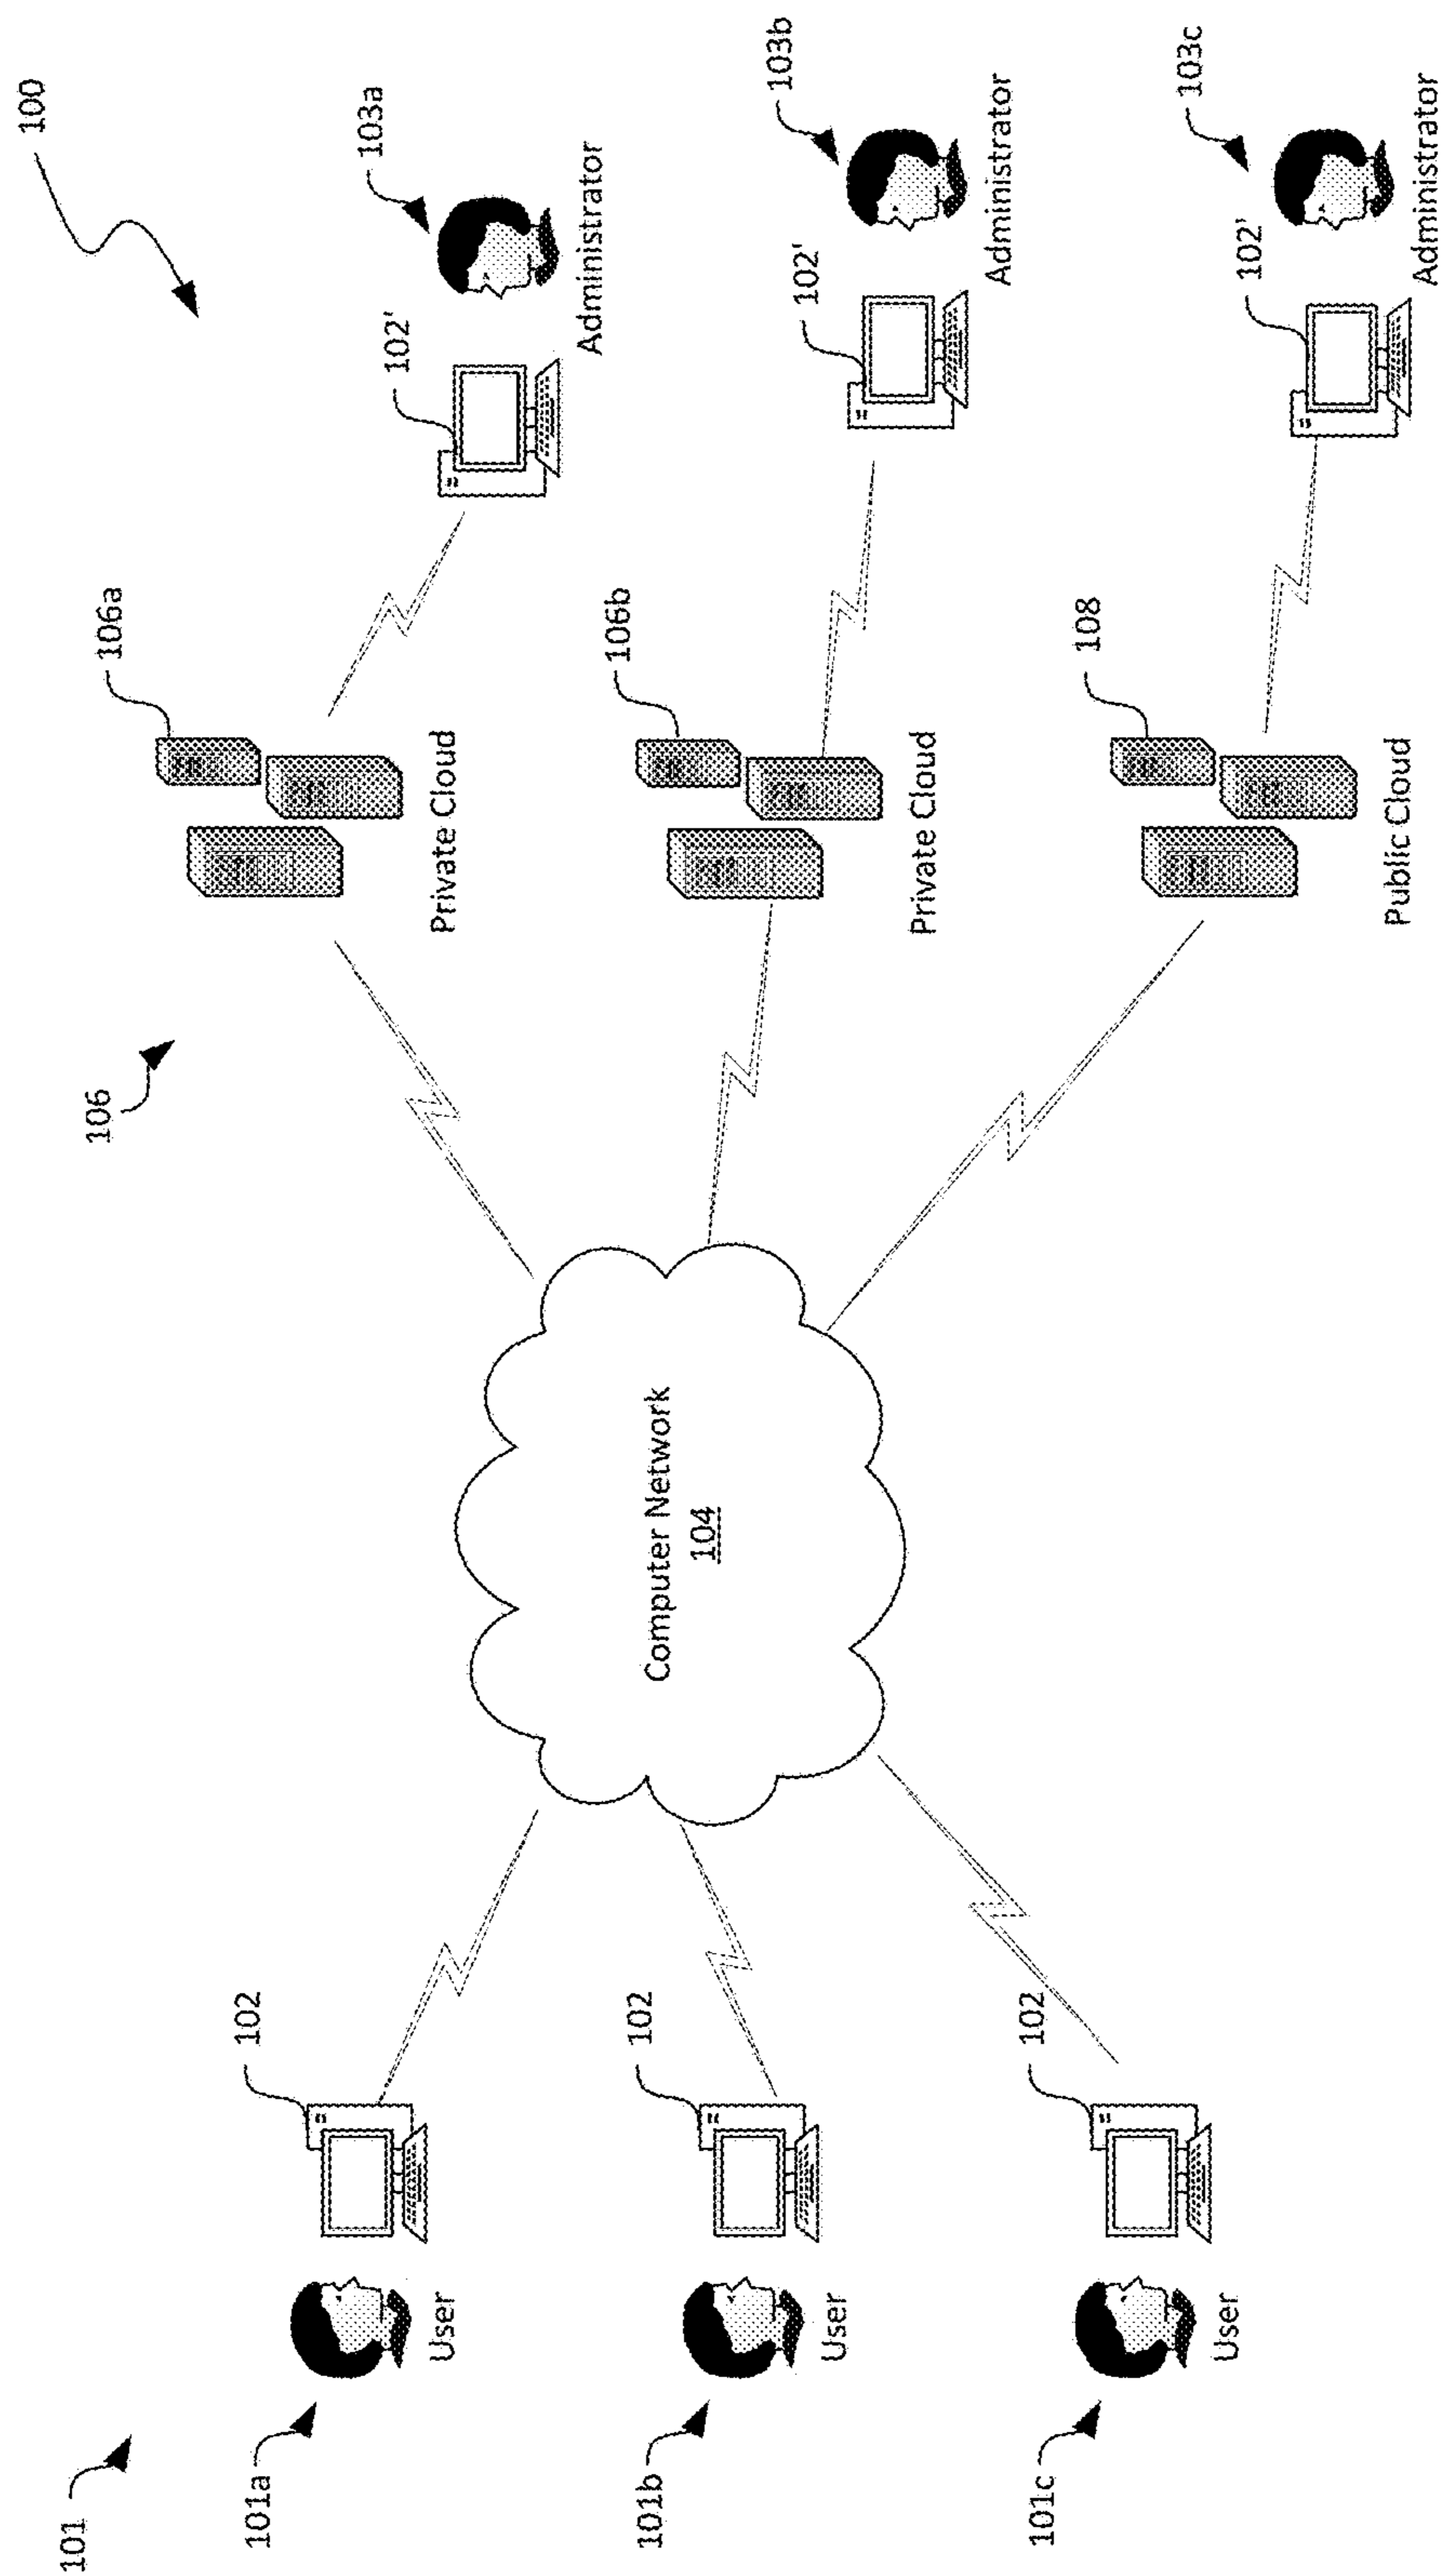 100
101
101a
102
User
101b
102
User
101c
102
User
Computer Network
104
106
106a
Private Cloud
102'
103a
Administrator
106b
Private Cloud
102'
103b
Administrator
108
Public Cloud
102'
103c
Administrator